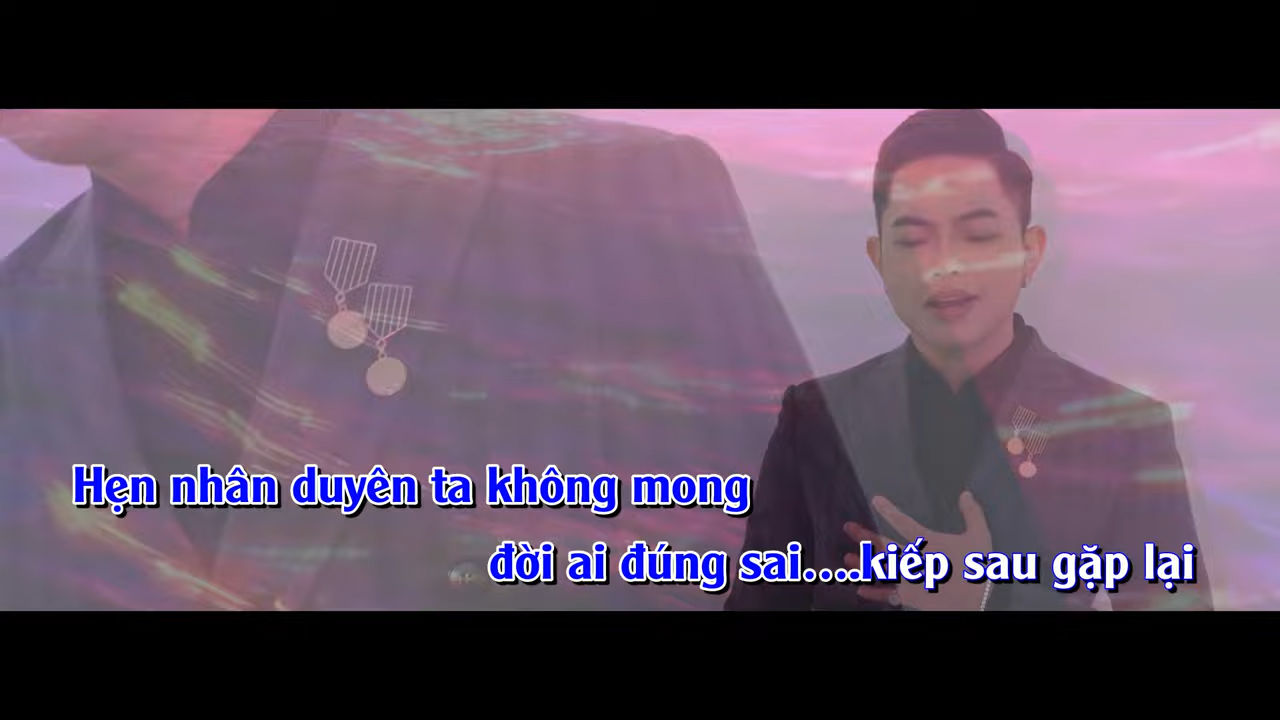 Hẹn nhân duyên ta không mong
đời ai đúng sai....kiếp sau gặp lại